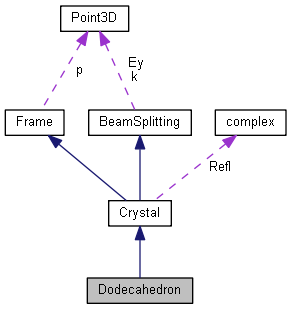 Point3D
p
Ey
k
Frame
BeamSplitting
complex
Refl
Crystal
Dodecahedron